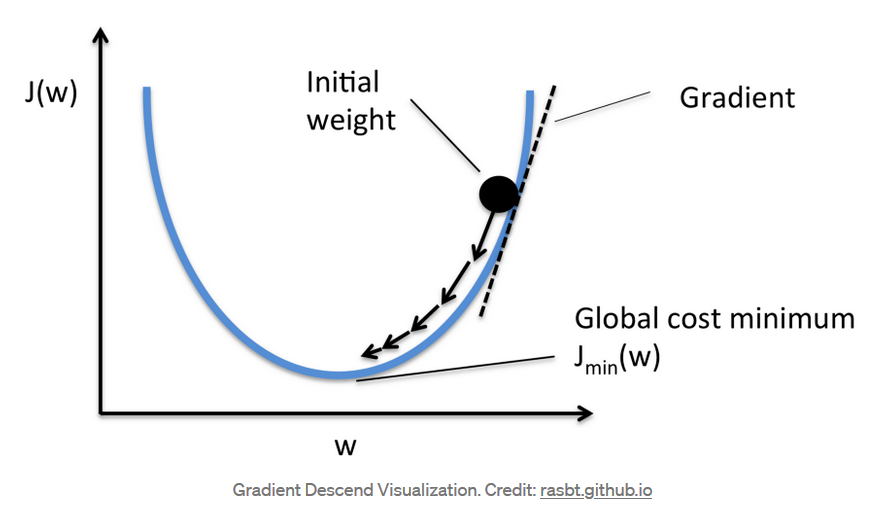 J(w)
Initial
weight
Gradient
Global cost minimum
Jmin(w)
w
Gradient Descend Visualization. Credit: rasbt.github.io